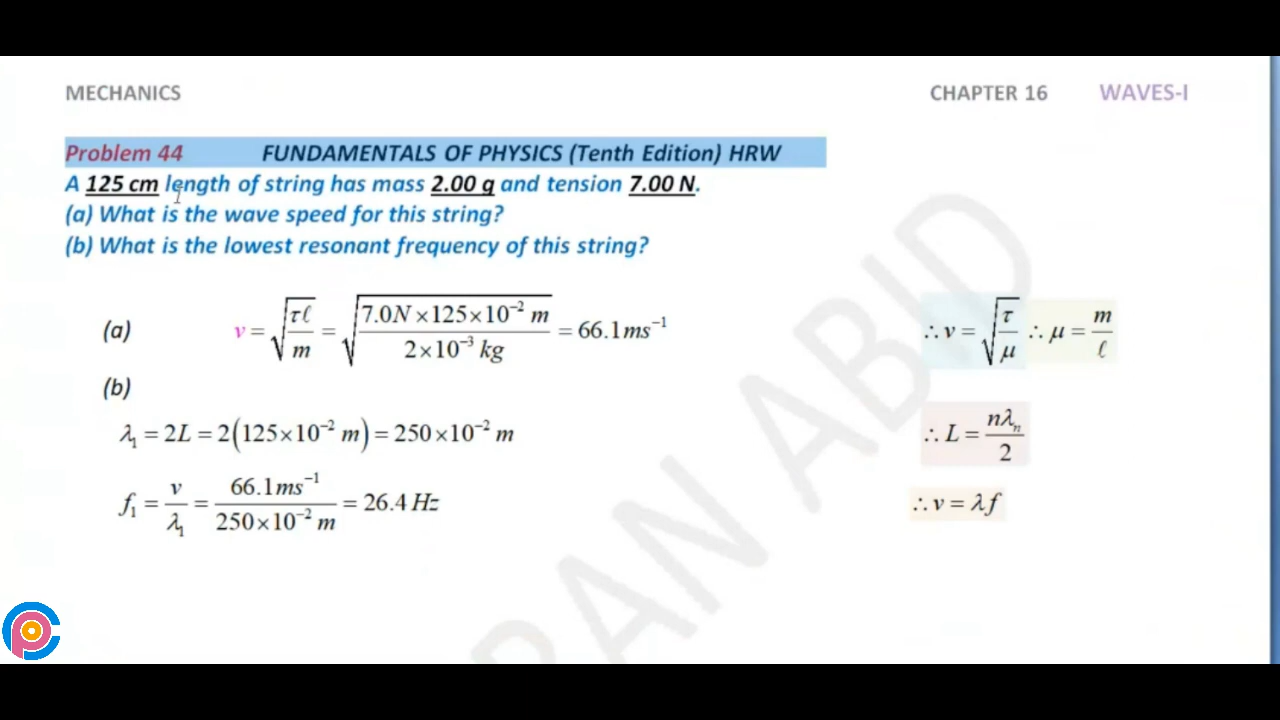 MECHANICS CHAPTER 16 WAVES-I
Problem 44 FUNDAMENTALS OF PHYSICS (Tenth Edition) HRW
A 125 cm length of string has mass 2.00 g and tension 7.00 N.
(a) What is the wave speed for this string?
(b) What is the lowest resonant frequency of this string?
(a) v = √(τℓ/m) = √(7.0N×125×10⁻² m / 2×10⁻³ kg) = 66.1ms⁻¹ ∴ v = √(τ/μ) ∴ μ = m/ℓ
(b)
λ₁ = 2L = 2(125×10⁻² m) = 250×10⁻² m ∴ L = nλₙ/2
f₁ = v/λ₁ = 66.1ms⁻¹ / 250×10⁻² m = 26.4 Hz ∴ v = λf
RAN ABID